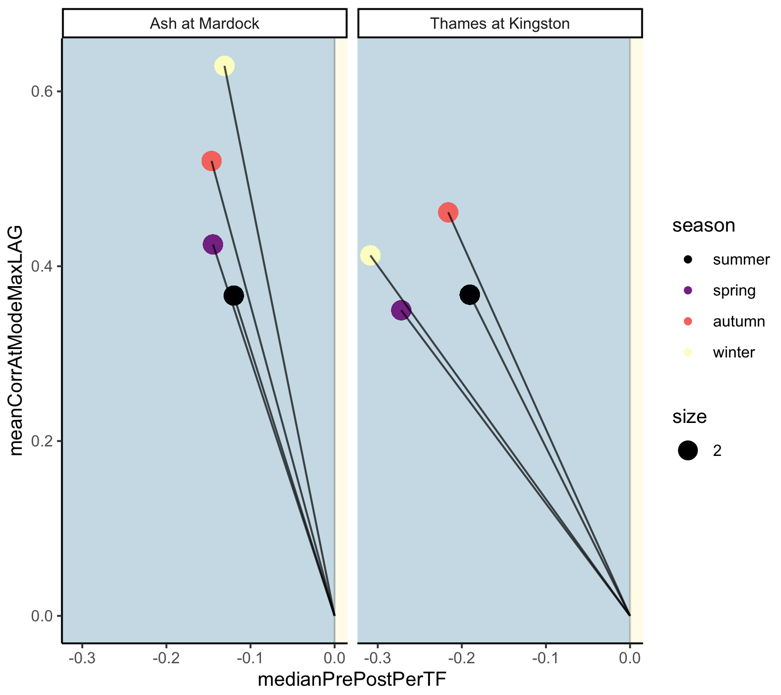 Ash at Mardock
Thames at Kingston
meanCorrAtModeMaxLAG
0.6
0.4
0.2
0.0
-0.3 -0.2 -0.1 0.0
-0.3 -0.2 -0.1 0.0
medianPrePostPerTF
season
summer
spring
autumn
winter
size
2